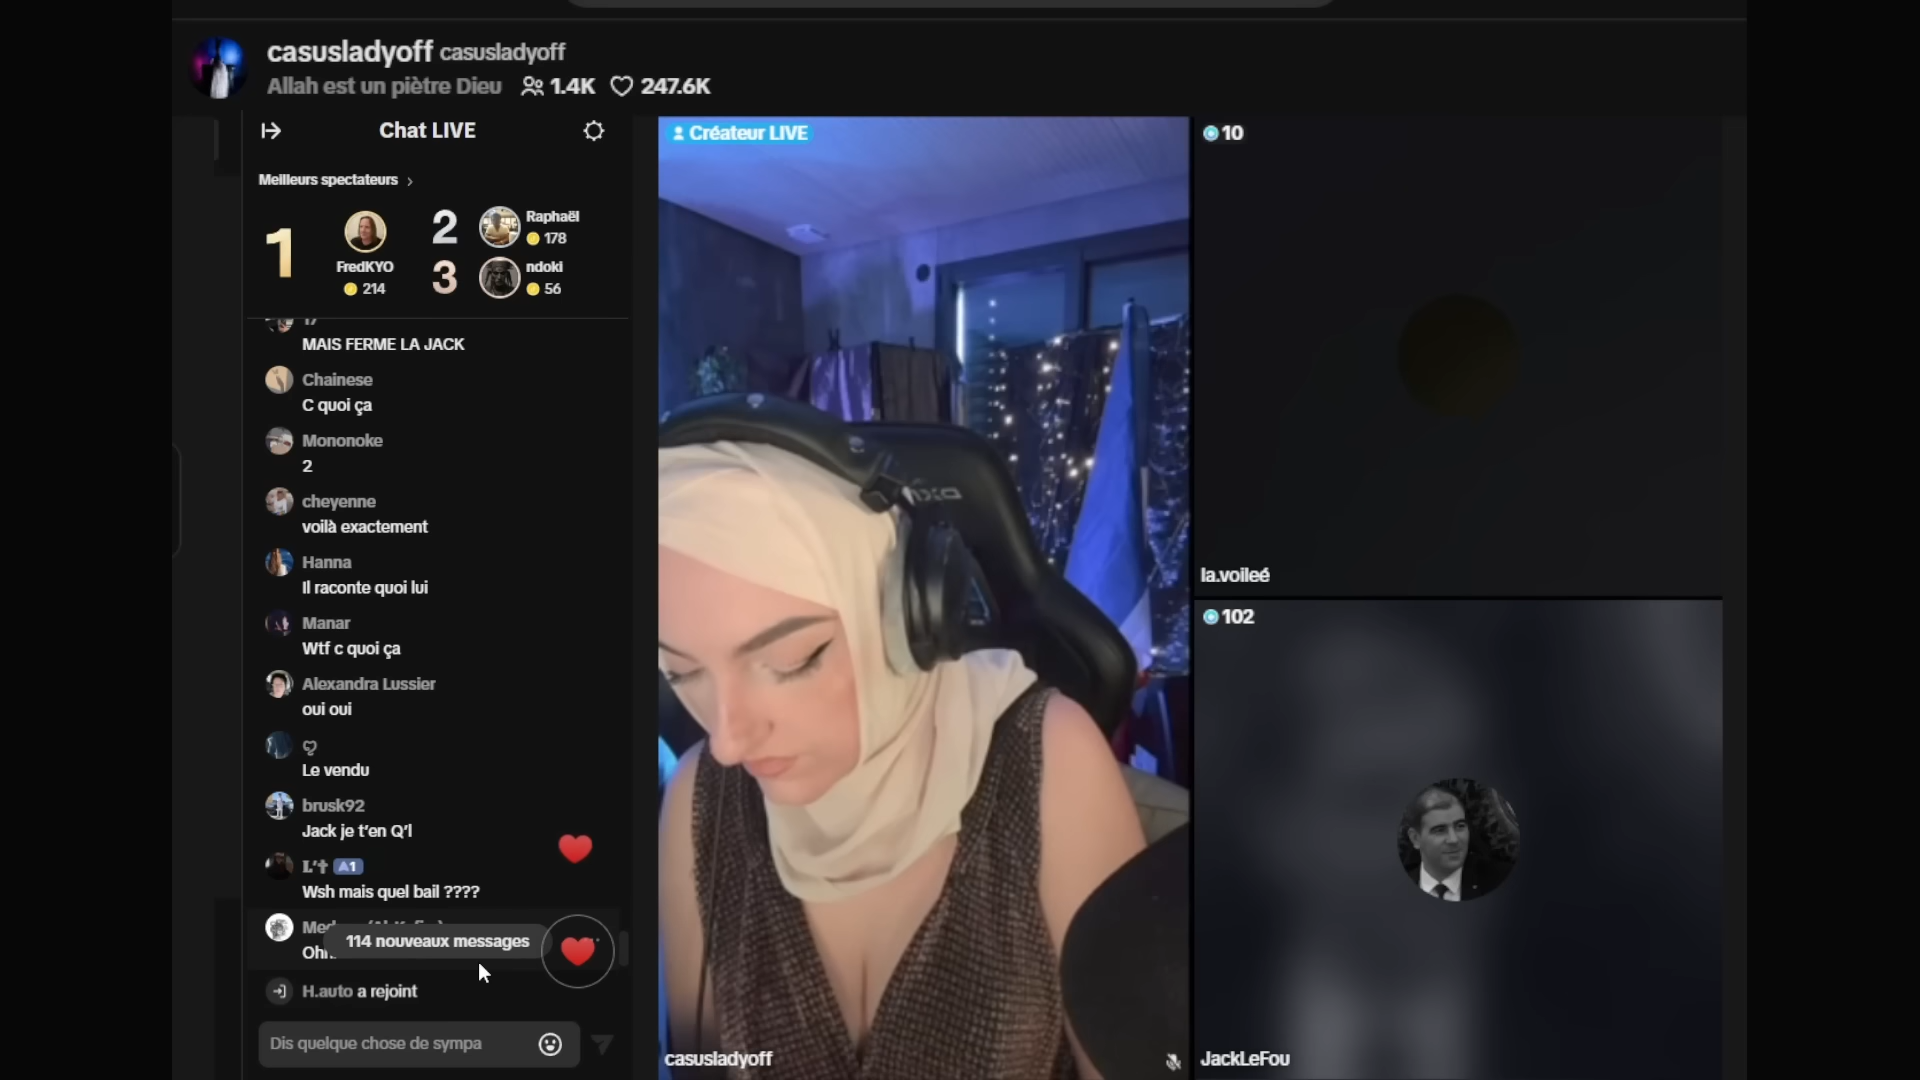 casusladyoff casusladyoff
Allah est un piètre Dieu 1.4K 247.6K
Chat LIVE
Meilleurs spectateurs
1
FredKYO
214
2
Raphaël
178
3
ndoki
56
MAIS FERME LA JACK
Chainese
C quoi ça
Mononoke
2
cheyenne
voilà exactement
Hanna
Il raconte quoi lui
Manar
Wtf c quoi ça
Alexandra Lussier
oui oui
Le vendu
brusk92
Jack je t'en Q'l
L'✝ A1
Wsh mais quel bail ????
114 nouveaux messages
H.auto a rejoint
Dis quelque chose de sympa
Créateur LIVE
casusladyoff
10
la.voileé
102
JackLeFou